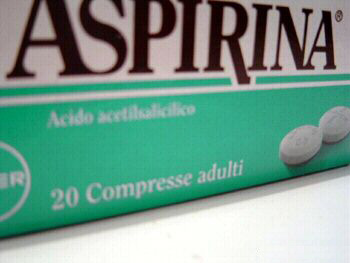 ASPIRINA®
Acido acetilsalicilico
20 Compresse adulti